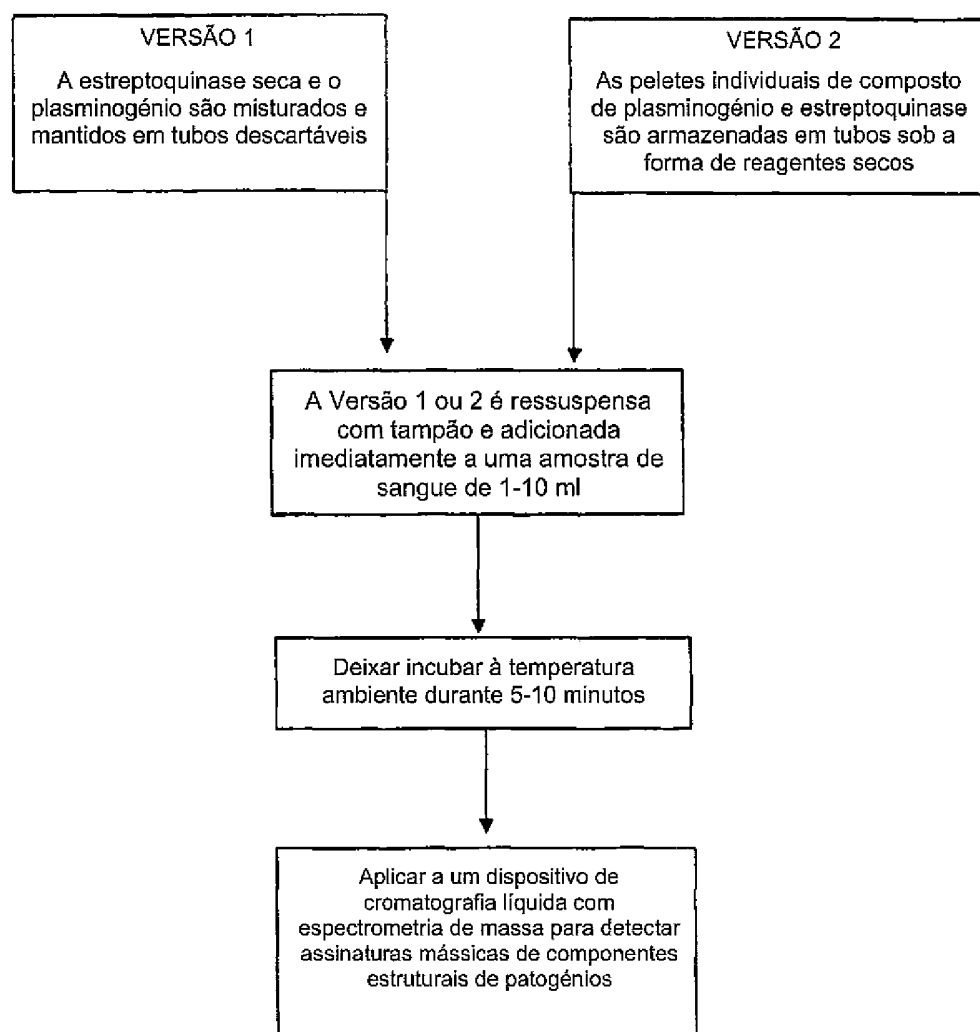 VERSÃO 1
A estreptoquinase seca e o
plasminogénio são misturados e
mantidos em tubos descartáveis
VERSÃO 2
As peletes individuais de composto
de plasminogénio e estreptoquinase
são armazenadas em tubos sob a
forma de reagentes secos
A Versão 1 ou 2 é ressuspensa
com tampão e adicionada
imediatamente a uma amostra de
sangue de 1-10 ml
Deixar incubar à temperatura
ambiente durante 5-10 minutos
Aplicar a um dispositivo de
cromatografia líquida com
espectrometria de massa para detectar
assinaturas mássicas de componentes
estruturais de patogénios